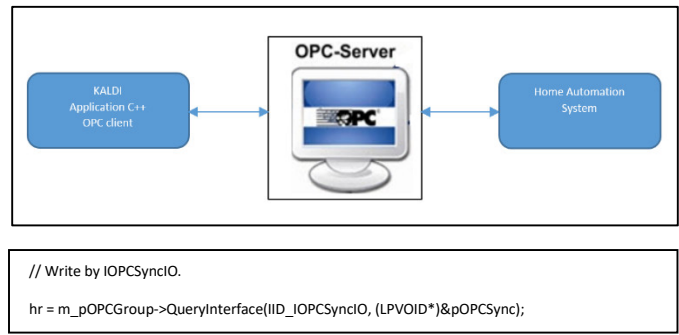 OPC-Server
KALDI
Application C++
OPC client
OPC
Home Automation
System
// Write by IOPCSyncIO.
hr = m_pOPCGroup->QueryInterface(IID_IOPCSyncIO, (LPVOID*)&pOPCSync);